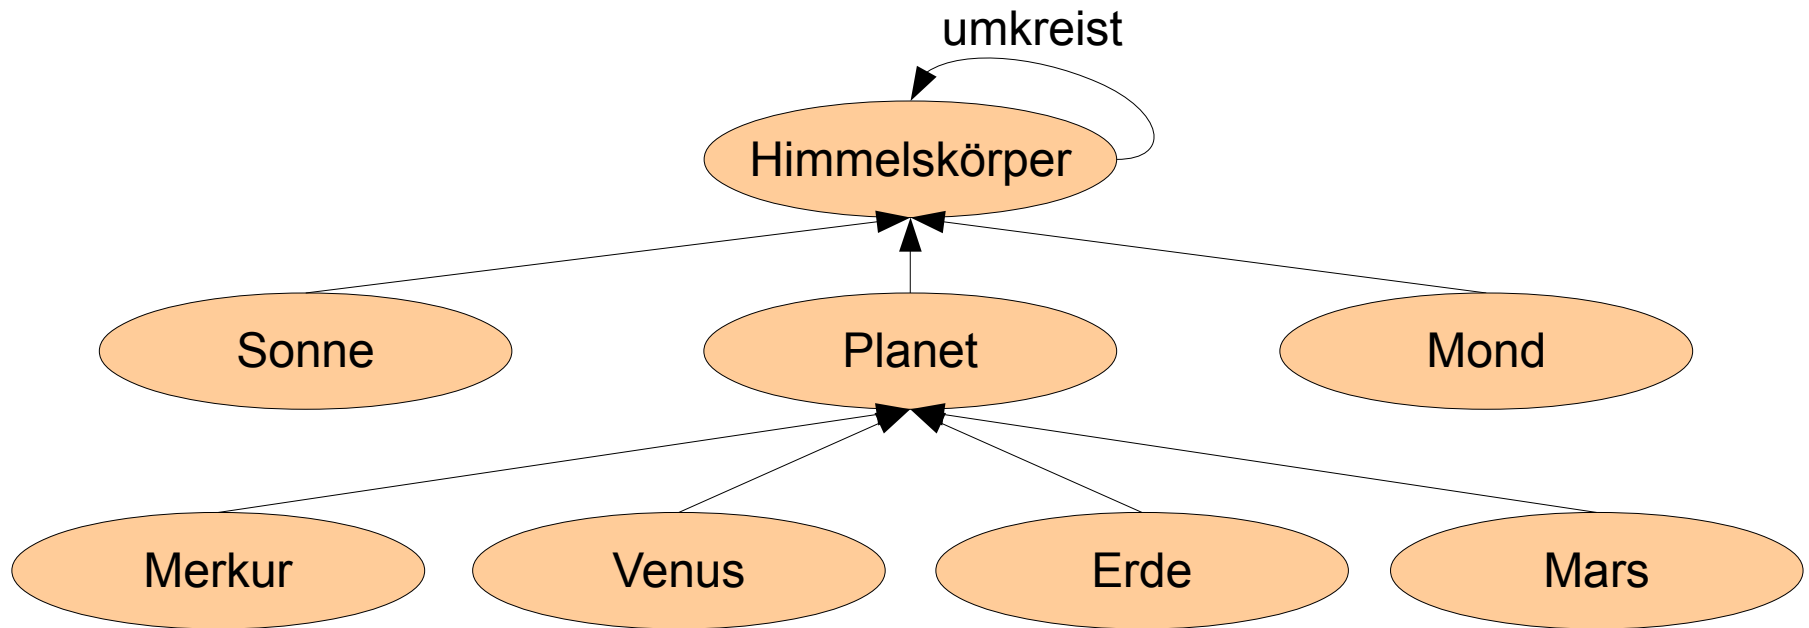 umkreist
Himmelskörper
Sonne
Planet
Mond
Merkur
Venus
Erde
Mars